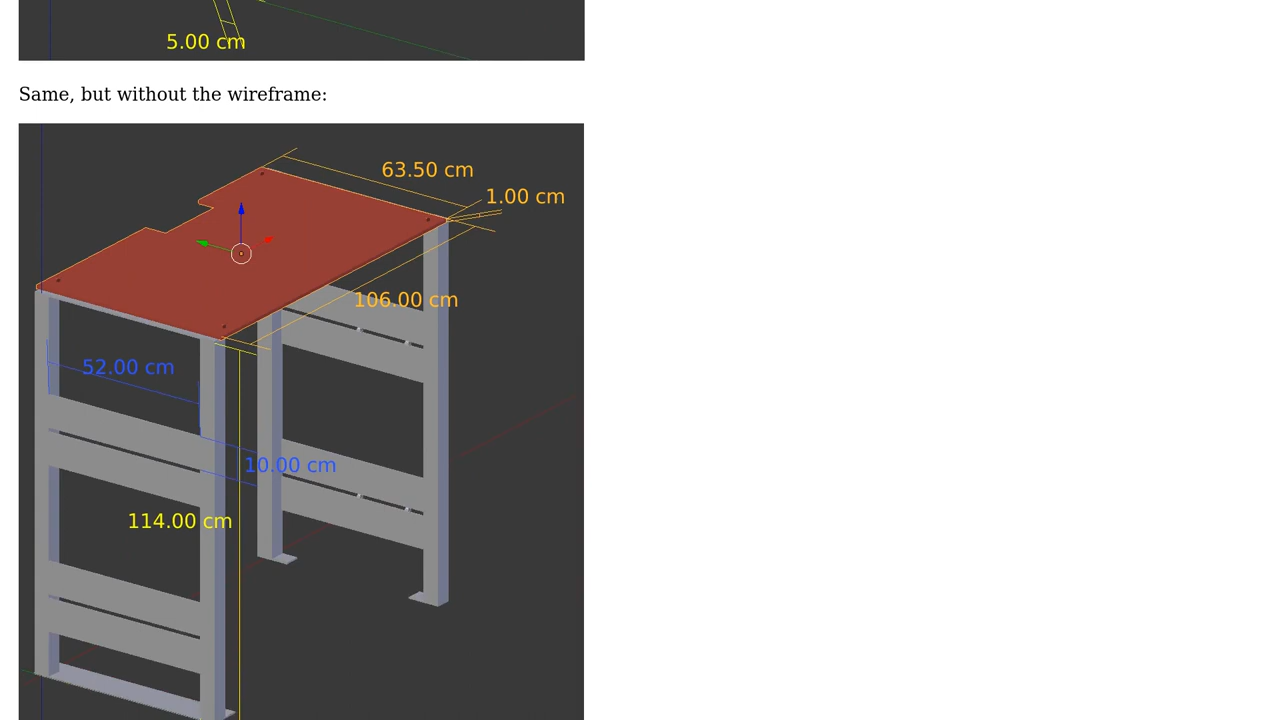 5.00 cm
Same, but without the wireframe:
63.50 cm
1.00 cm
106.00 cm
52.00 cm
10.00 cm
114.00 cm